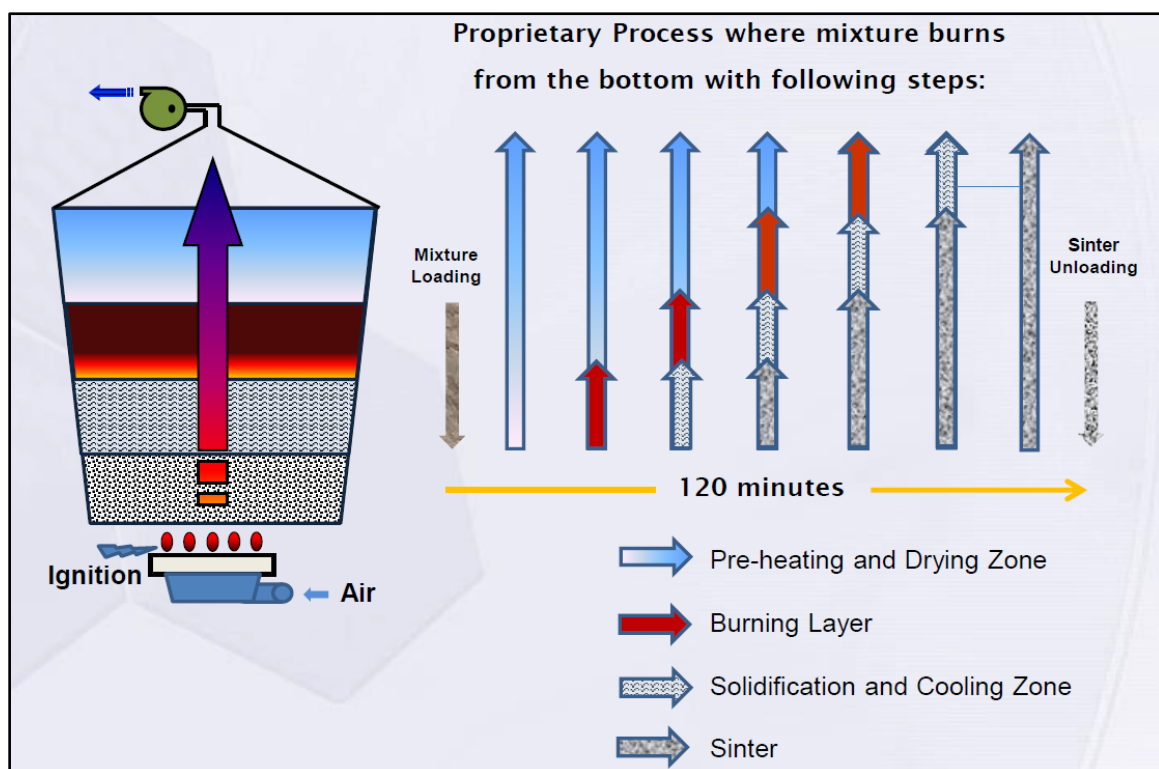 Proprietary Process where mixture burns
from the bottom with following steps:
Mixture
Loading
Sinter
Unloading
120 minutes
Ignition
Air
Pre-heating and Drying Zone
Burning Layer
Solidification and Cooling Zone
Sinter